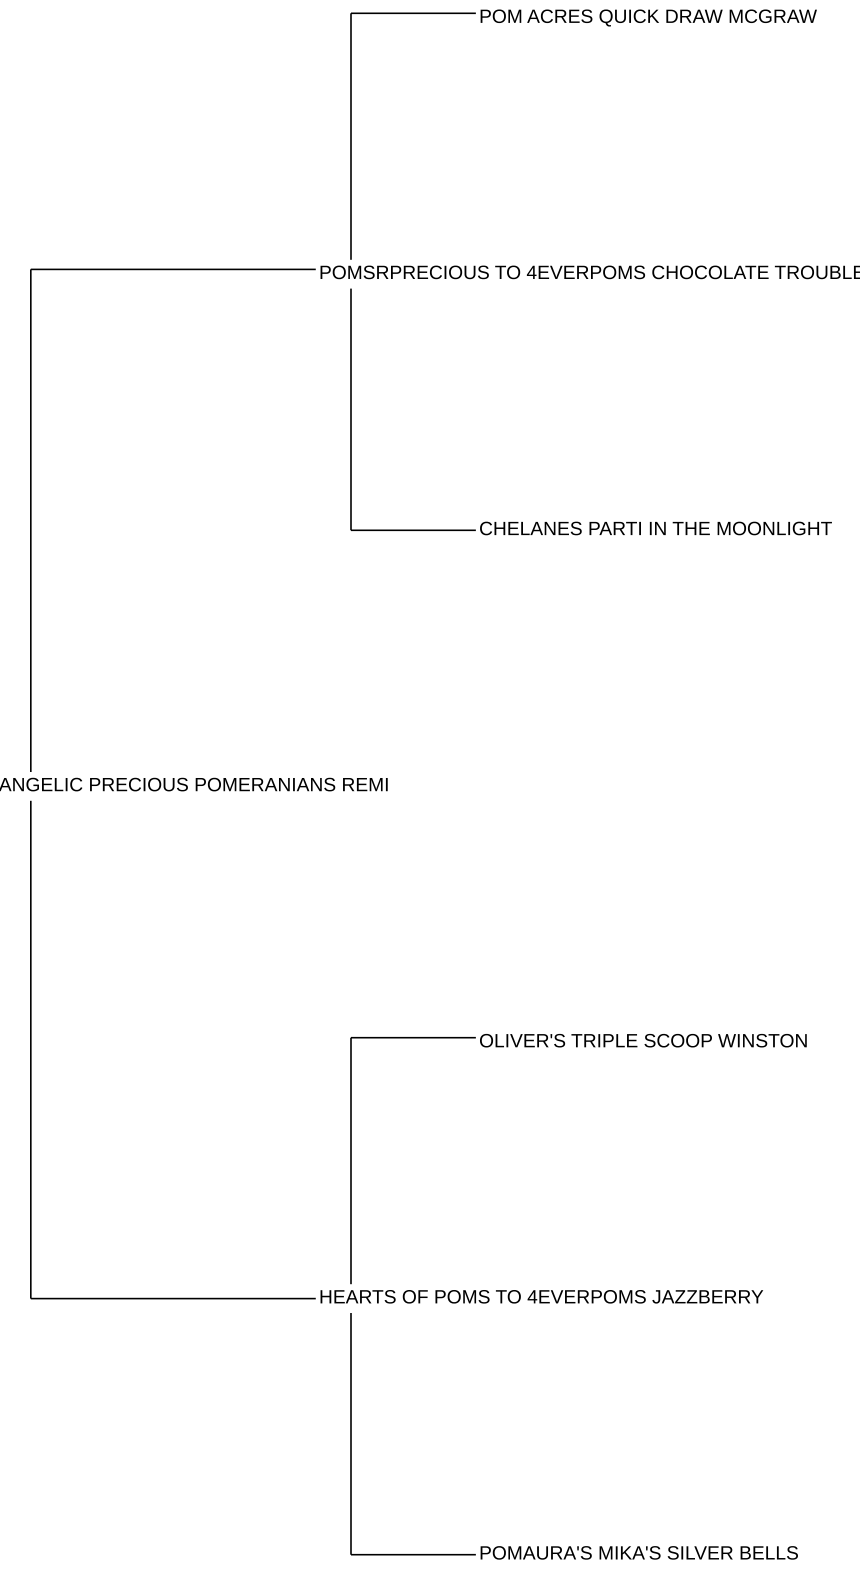 POM ACRES QUICK DRAW MCGRAW
POMSRPRECIOUS TO 4EVERPOMS CHOCOLATE TROUBLE
CHELANES PARTI IN THE MOONLIGHT
ANGELIC PRECIOUS POMERANIANS REMI
OLIVER'S TRIPLE SCOOP WINSTON
HEARTS OF POMS TO 4EVERPOMS JAZZBERRY
POMAURA'S MIKA'S SILVER BELLS